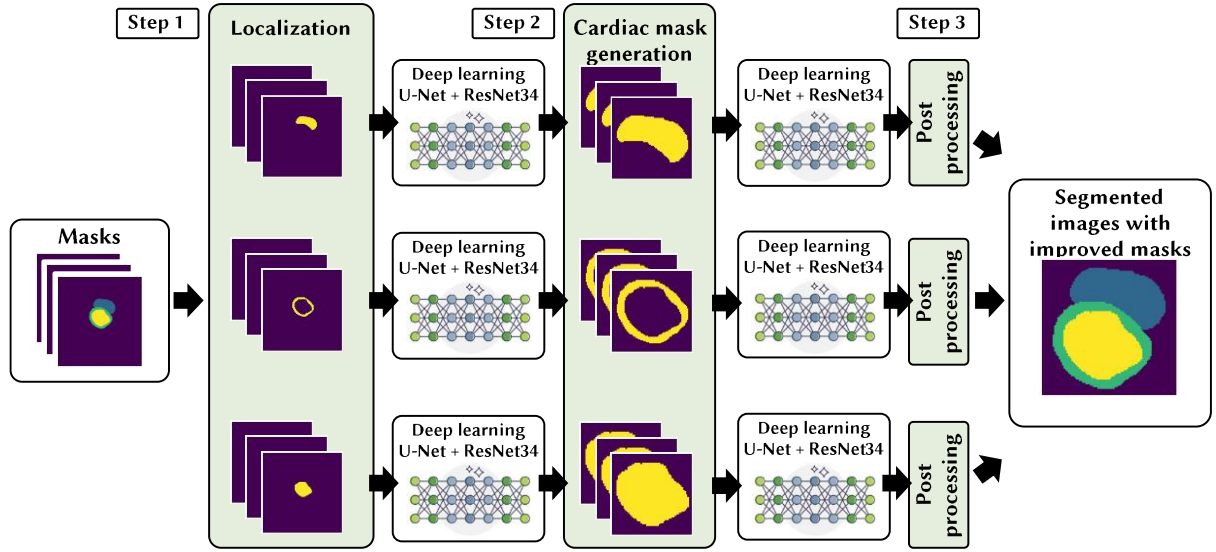 Step 1
Localization
Step 2
Cardiac mask
generation
Step 3
Deep learning
U-Net + ResNet34
Deep learning
U-Net + ResNet34
Post
processing
Masks
Deep learning
U-Net + ResNet34
Deep learning
U-Net + ResNet34
Post
processing
Segmented
images with
improved masks
Deep learning
U-Net + ResNet34
Deep learning
U-Net + ResNet34
Post
processing